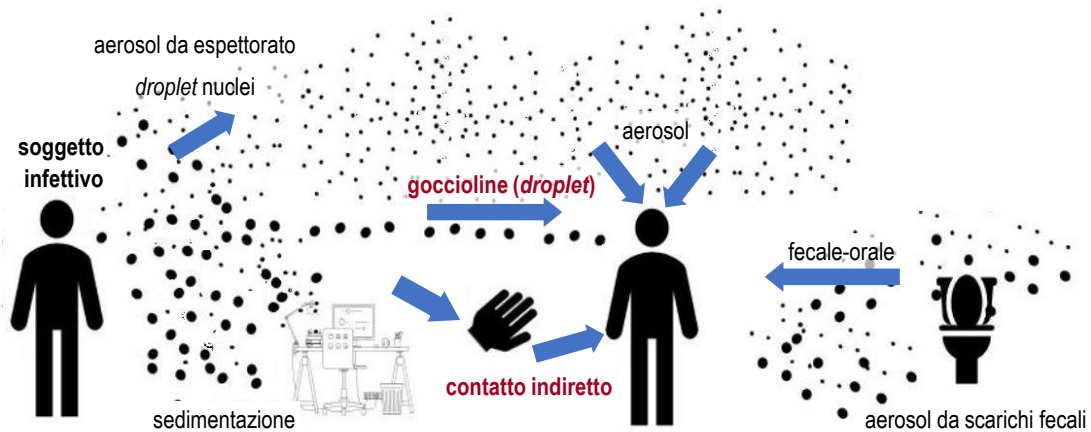 aerosol da espettorato
droplet nuclei
soggetto
infettivo
aerosol
goccioline (droplet)
fecale-orale
contatto indiretto
sedimentazione
aerosol da scarichi fecali